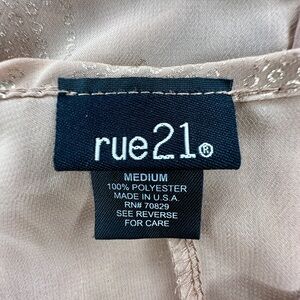 rue21®
MEDIUM
100% POLYESTER
MADE IN U.S.A.
RN# 70829
SEE REVERSE
FOR CARE